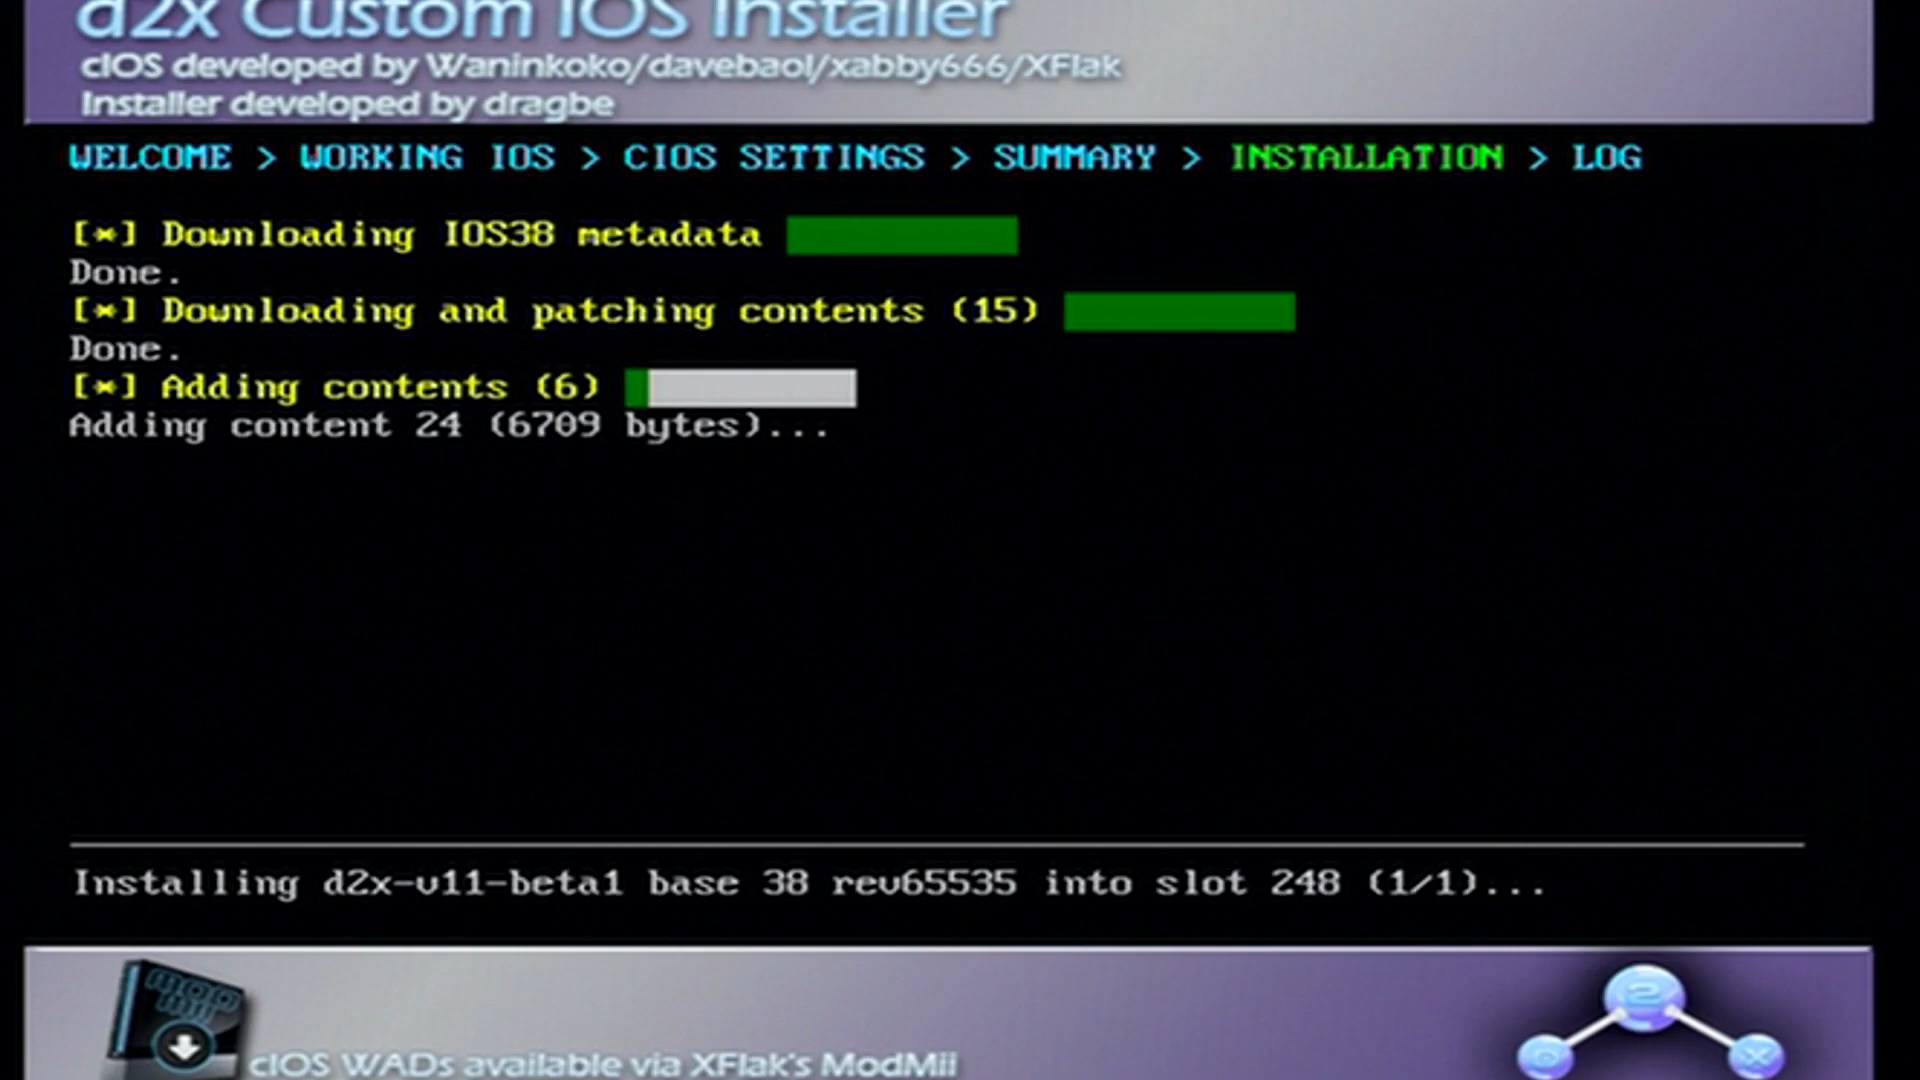 d2x Custom IOS Installer
cIOS developed by Waninkoko/davebaol/xabby666/XFlak
Installer developed by dragbe
WELCOME > WORKING IOS > CIOS SETTINGS > SUMMARY > INSTALLATION > LOG
[*] Downloading IOS38 metadata
Done.
[*] Downloading and patching contents (15)
Done.
[*] Adding contents (6)
Adding content 24 (6709 bytes)...
Installing d2x-v11-beta1 base 38 rev65535 into slot 248 (1/1)...
cIOS WADs available via XFlak's ModMii
2
x